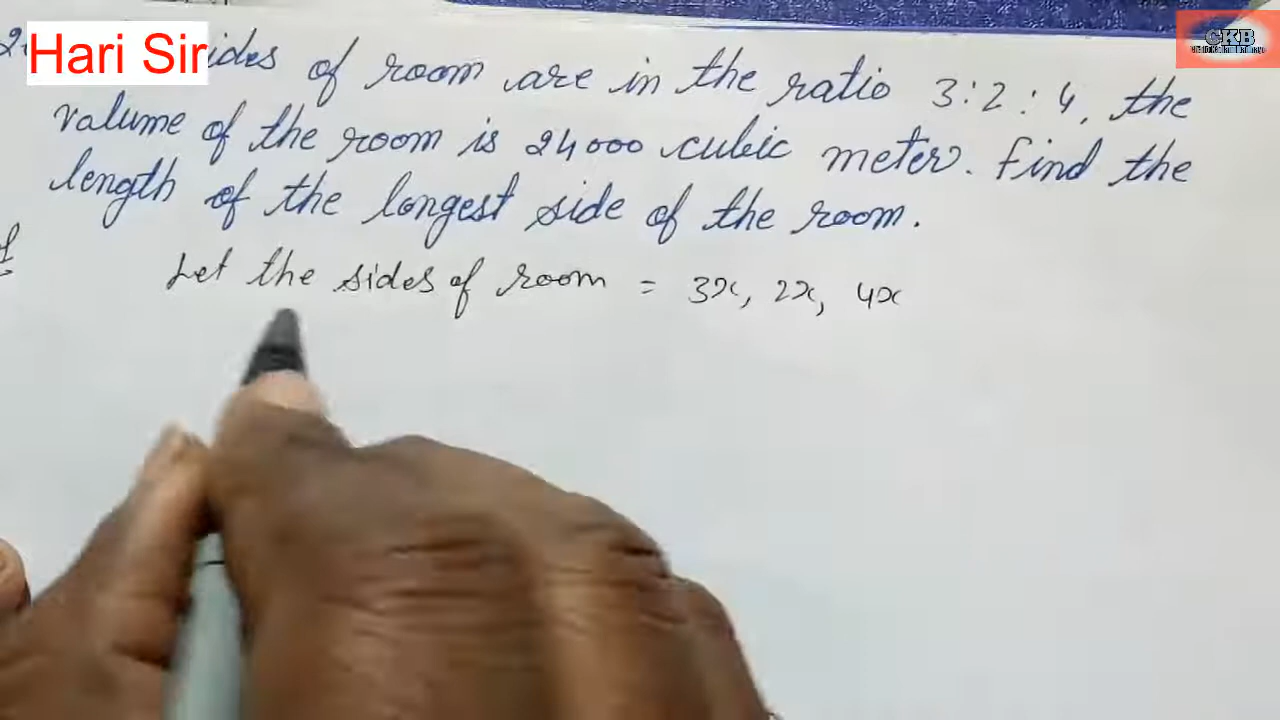 Hari Sir
CKB
sides of room are in the ratio 3:2:4, the
valume of the room is 24000 cubic meter. Find the
length of the longest side of the room.
Let the sides of room = 3x, 2x, 4x